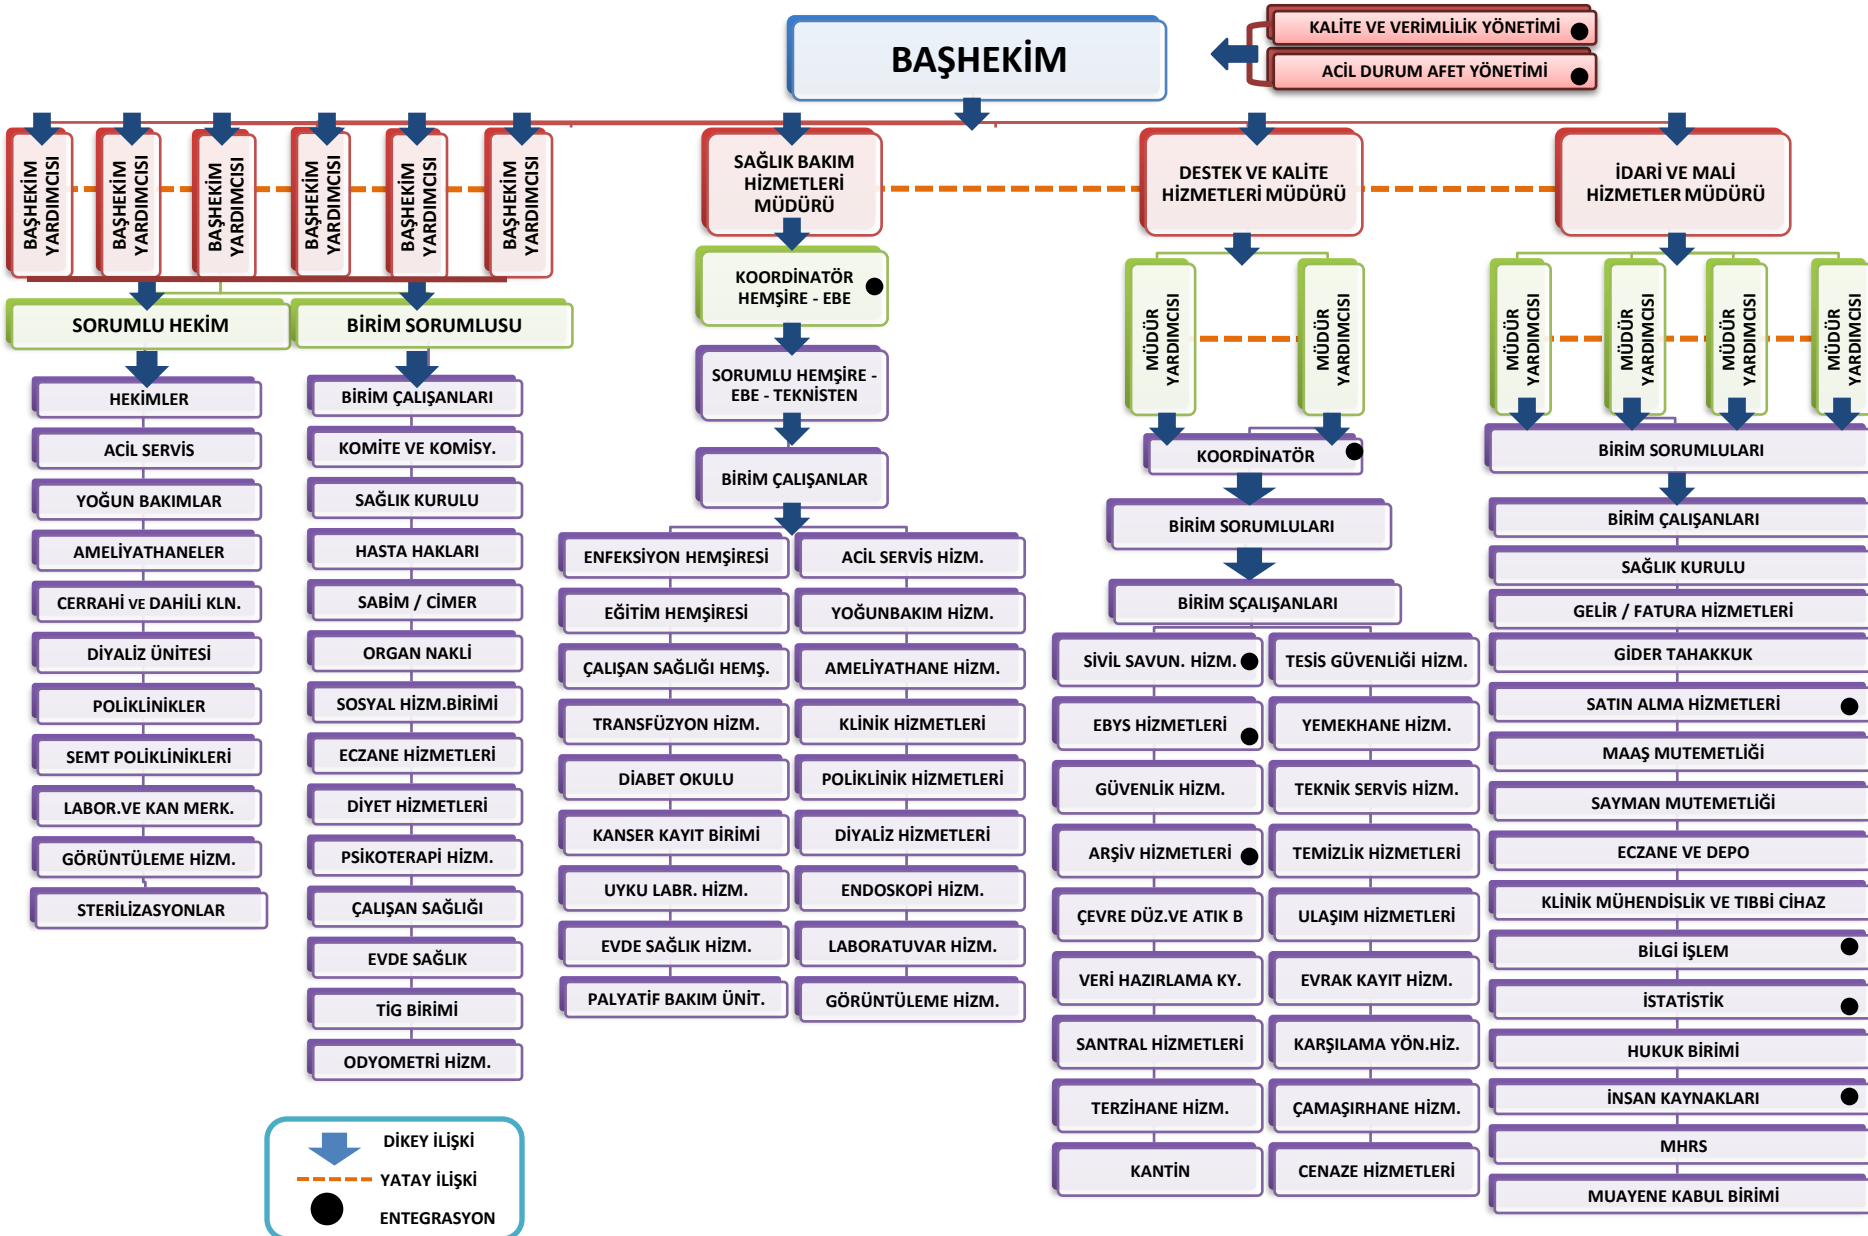 BAŞHEKİM
KALİTE VE VERİMLİLİK YÖNETİMİ
ACİL DURUM AFET YÖNETİMİ
BAŞHEKİM
YARDIMCISI
BAŞHEKİM
YARDIMCISI
BAŞHEKİM
YARDIMCISI
BAŞHEKİM
YARDIMCISI
BAŞHEKİM
YARDIMCISI
BAŞHEKİM
YARDIMCISI
SAĞLIK BAKIM
HİZMETLERİ
MÜDÜRÜ
DESTEK VE KALİTE
HİZMETLERİ MÜDÜRÜ
İDARİ VE MALİ
HİZMETLER MÜDÜRÜ
SORUMLU HEKİM
BİRİM SORUMLUSU
KOORDİNATÖR
HEMŞİRE - EBE
MÜDÜR
YARDIMCISI
MÜDÜR
YARDIMCISI
MÜDÜR
YARDIMCISI
MÜDÜR
YARDIMCISI
MÜDÜR
YARDIMCISI
MÜDÜR
YARDIMCISI
HEKİMLER
ACİL SERVİS
YOĞUN BAKIMLAR
AMELİYATHANELER
CERRAHİ VE DAHİLİ KLN.
DİYALİZ ÜNİTESİ
POLİKLİNİKLER
SEMT POLİKLİNİKLERİ
LABOR.VE KAN MERK.
GÖRÜNTÜLEME HİZM.
STERİLİZASYONLAR
BİRİM ÇALIŞANLARI
KOMİTE VE KOMİSY.
SAĞLIK KURULU
HASTA HAKLARI
SABİM / CİMER
ORGAN NAKLİ
SOSYAL HİZM.BİRİMİ
ECZANE HİZMETLERİ
DİYET HİZMETLERİ
PSİKOTERAPİ HİZM.
ÇALIŞAN SAĞLIĞI
EVDE SAĞLIK
TİG BİRİMİ
ODYOMETRİ HİZM.
SORUMLU HEMŞİRE -
EBE - TEKNİSTEN
BİRİM ÇALIŞANLAR
ENFEKSİYON HEMŞİRESİ
EĞİTİM HEMŞİRESİ
ÇALIŞAN SAĞLIĞI HEMŞ.
TRANSFÜZYON HİZM.
DİABET OKULU
KANSER KAYIT BİRİMİ
UYKU LABR. HİZM.
EVDE SAĞLIK HİZM.
PALYATİF BAKIM ÜNİT.
ACİL SERVİS HİZM.
YOĞUNBAKIM HİZM.
AMELİYATHANE HİZM.
KLİNİK HİZMETLERİ
POLİKLİNİK HİZMETLERİ
DİYALİZ HİZMETLERİ
ENDOSKOPİ HİZM.
LABORATUVAR HİZM.
GÖRÜNTÜLEME HİZM.
KOORDİNATÖR
BİRİM SORUMLULARI
BİRİM SÇALIŞANLARI
SİVİL SAVUN. HİZM.
EBYS HİZMETLERİ
GÜVENLİK HİZM.
ARŞİV HİZMETLERİ
ÇEVRE DÜZ.VE ATIK B
VERİ HAZIRLAMA KY.
SANTRAL HİZMETLERİ
TERZİHANE HİZM.
KANTİN
TESİS GÜVENLİĞİ HİZM.
YEMEKHANE HİZM.
TEKNİK SERVİS HİZM.
TEMİZLİK HİZMETLERİ
ULAŞIM HİZMETLERİ
EVRAK KAYIT HİZM.
KARŞILAMA YÖN.HİZ.
ÇAMAŞIRHANE HİZM.
CENAZE HİZMETLERİ
BİRİM SORUMLULARI
BİRİM ÇALIŞANLARI
SAĞLIK KURULU
GELİR / FATURA HİZMETLERİ
GİDER TAHAKKUK
SATIN ALMA HİZMETLERİ
MAAŞ MUTEMETLİĞİ
SAYMAN MUTEMETLİĞİ
ECZANE VE DEPO
KLİNİK MÜHENDİSLİK VE TIBBİ CİHAZ
BİLGİ İŞLEM
İSTATİSTİK
HUKUK BİRİMİ
İNSAN KAYNAKLARI
MHRS
MUAYENE KABUL BİRİMİ
DİKEY İLİŞKİ
YATAY İLİŞKİ
ENTEGRASYON